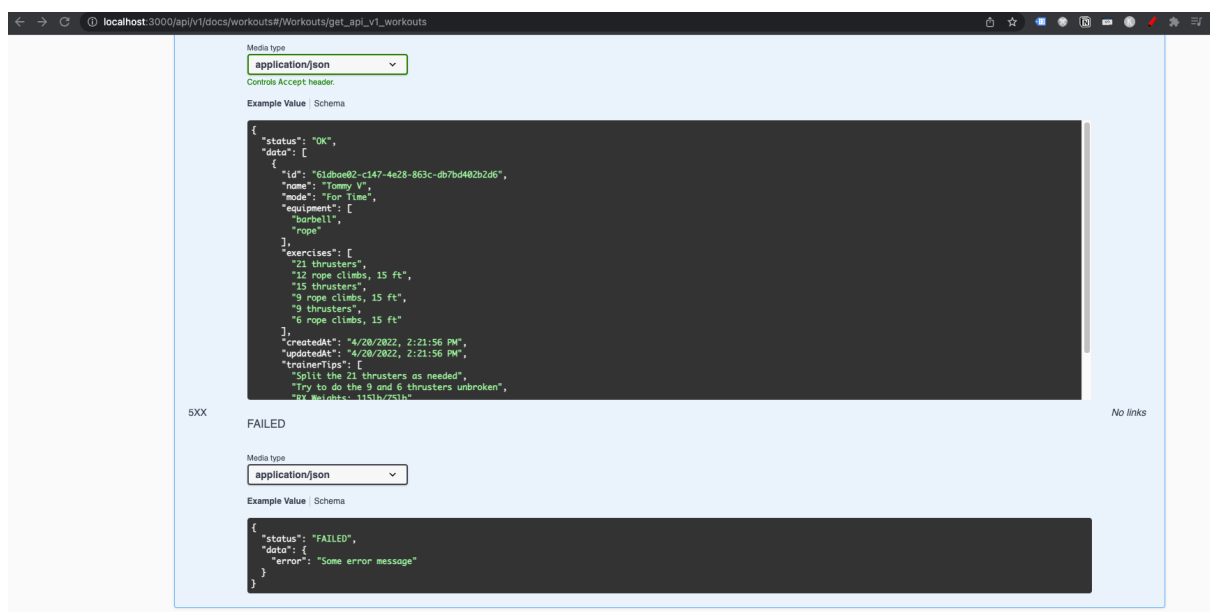 localhost:3000/api/v1/docs/workouts#/Workouts/get_api_v1_workouts
Media type
application/json
Controls Accept header.
Example Value | Schema
{
"status": "OK",
"data": [
{
"id": "61dbae02-c147-4e28-863c-db7bd402b2d6",
"name": "Tommy V",
"mode": "For Time",
"equipment": [
"barbell",
"rope"
],
"exercises": [
"21 thrusters",
"12 rope climbs, 15 ft",
"15 thrusters",
"9 rope climbs, 15 ft",
"9 thrusters",
"6 rope climbs, 15 ft"
],
"createdAt": "4/20/2022, 2:21:56 PM",
"updatedAt": "4/20/2022, 2:21:56 PM",
"trainerTips": [
"Split the 21 thrusters as needed",
"Try to do the 9 and 6 thrusters unbroken",
"RX Weights: 115lb/75lb"
5XX
FAILED
No links
Media type
application/json
Example Value | Schema
{
"status": "FAILED",
"data": {
"error": "Some error message"
}
}